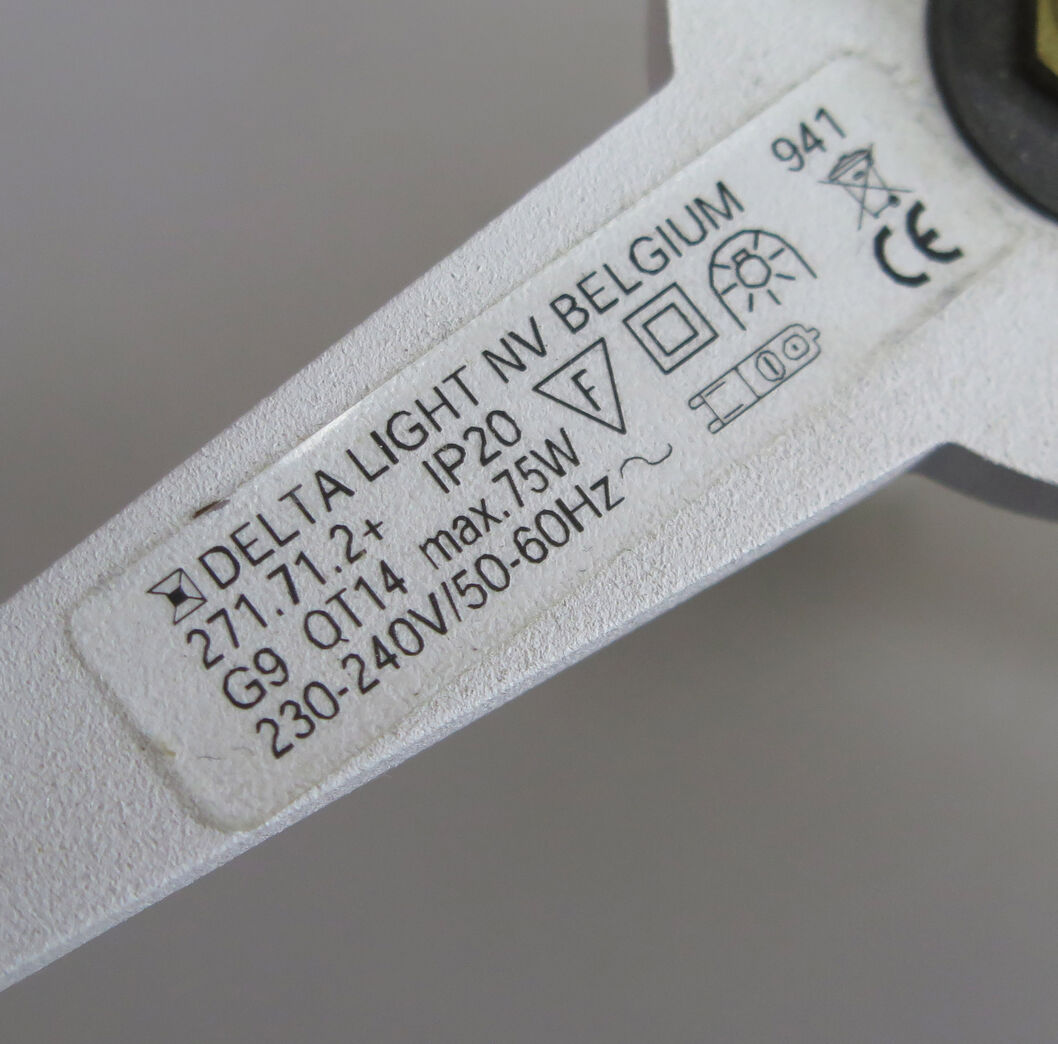 DELTA LIGHT NV BELGIUM 941
271.71.2+ IP20 F CE
G9 QT14 max.75W
230-240V/50-60Hz~